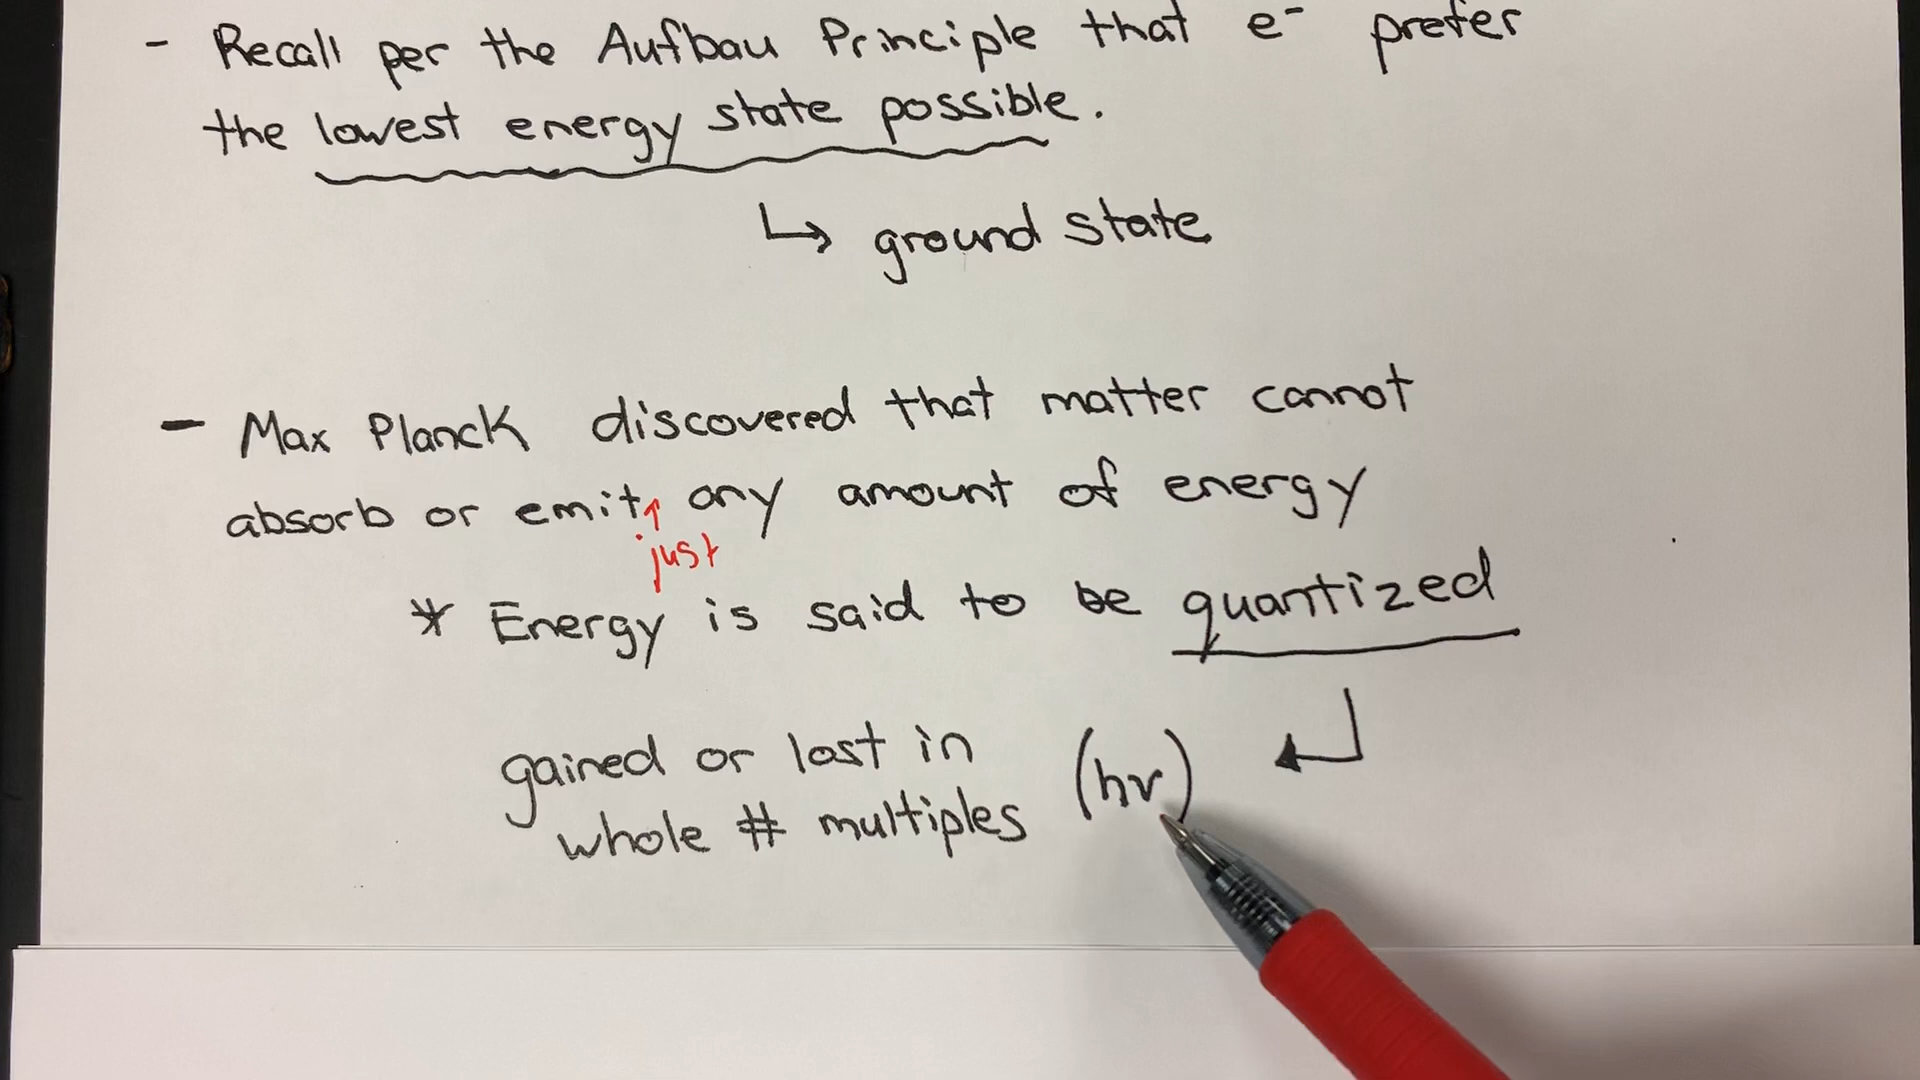 - Recall per the Aufbau Principle that e⁻ prefer
the lowest energy state possible.
↳ ground state
- Max Planck discovered that matter cannot
absorb or emit any amount of energy
just
* Energy is said to be quantized
gained or lost in (hν)
whole # multiples